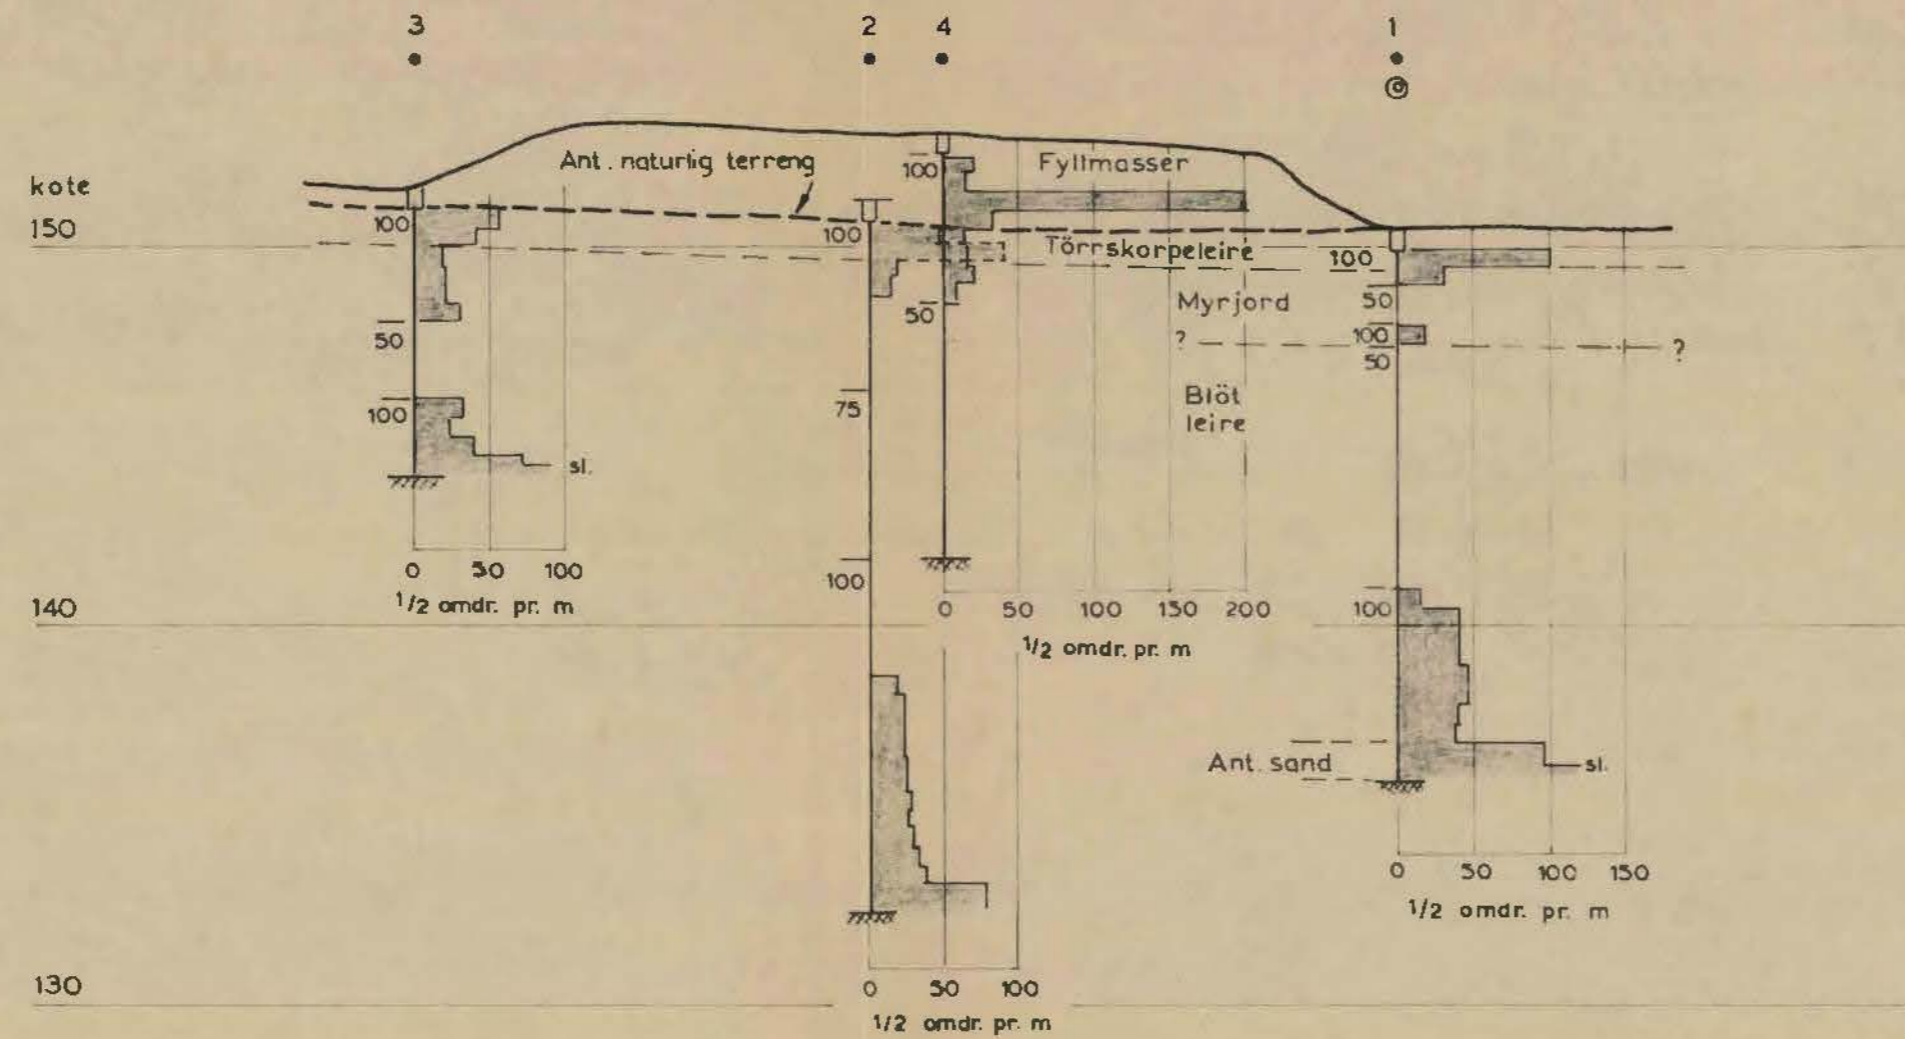 3
2
4
1
kote
150
140
130
Ant. naturlig terreng
Fyllmasser
Törrskorpeleire
Myrjord
?
?
Blöt
leire
Ant. sand
100
50
100
sl.
0 50 100
1/2 omdr. pr. m
100
75
100
0 50 100
1/2 omdr. pr. m
100
50
0 50 100 150 200
1/2 omdr. pr. m
100
50
100
50
100
sl.
0 50 100 150
1/2 omdr. pr. m